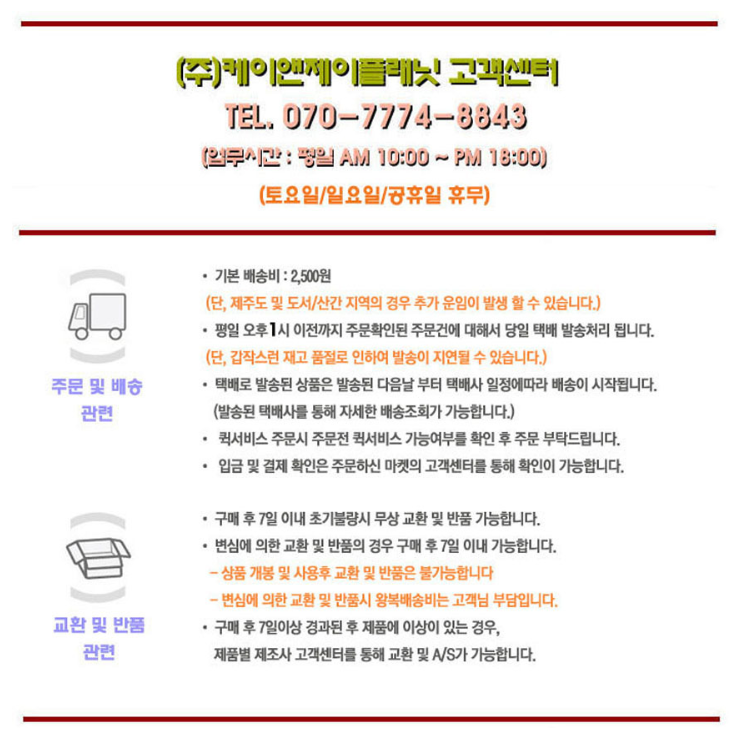 (주)케이앤제이플래닛 고객센터
TEL. 070-7774-8843
(업무시간 : 평일 AM 10:00 ~ PM 18:00)
(토요일/일요일/공휴일 휴무)
주문 및 배송
관련
• 기본 배송비 : 2,500원
(단, 제주도 및 도서/산간 지역의 경우 추가 운임이 발생 할 수 있습니다.)
• 평일 오후1시 이전까지 주문확인된 주문건에 대해서 당일 택배 발송처리 됩니다.
(단, 갑작스런 재고 품절로 인하여 발송이 지연될 수 있습니다.)
• 택배로 발송된 상품은 발송된 다음날 부터 택배사 일정에따라 배송이 시작됩니다.
(발송된 택배사를 통해 자세한 배송조회가 가능합니다.)
• 퀵서비스 주문시 주문전 퀵서비스 가능여부를 확인 후 주문 부탁드립니다.
• 입금 및 결제 확인은 주문하신 마켓의 고객센터를 통해 확인이 가능합니다.
교환 및 반품
관련
• 구매 후 7일 이내 초기불량시 무상 교환 및 반품 가능합니다.
• 변심에 의한 교환 및 반품의 경우 구매 후 7일 이내 가능합니다.
- 상품 개봉 및 사용후 교환 및 반품은 불가능합니다
- 변심에 의한 교환 및 반품시 왕복배송비는 고객님 부담입니다.
• 구매 후 7일이상 경과된 후 제품에 이상이 있는 경우,
제품별 제조사 고객센터를 통해 교환 및 A/S가 가능합니다.